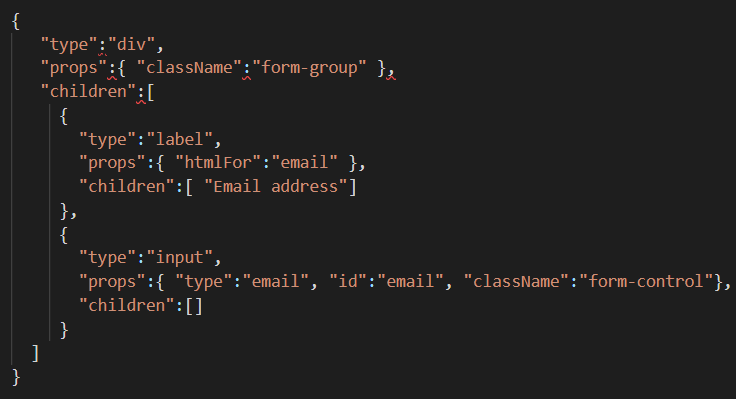 {
"type":"div",
"props":{ "className":"form-group" },
"children":[
{
"type":"label",
"props":{ "htmlFor":"email" },
"children":[ "Email address"]
},
{
"type":"input",
"props":{ "type":"email", "id":"email", "className":"form-control"},
"children":[]
}
]
}